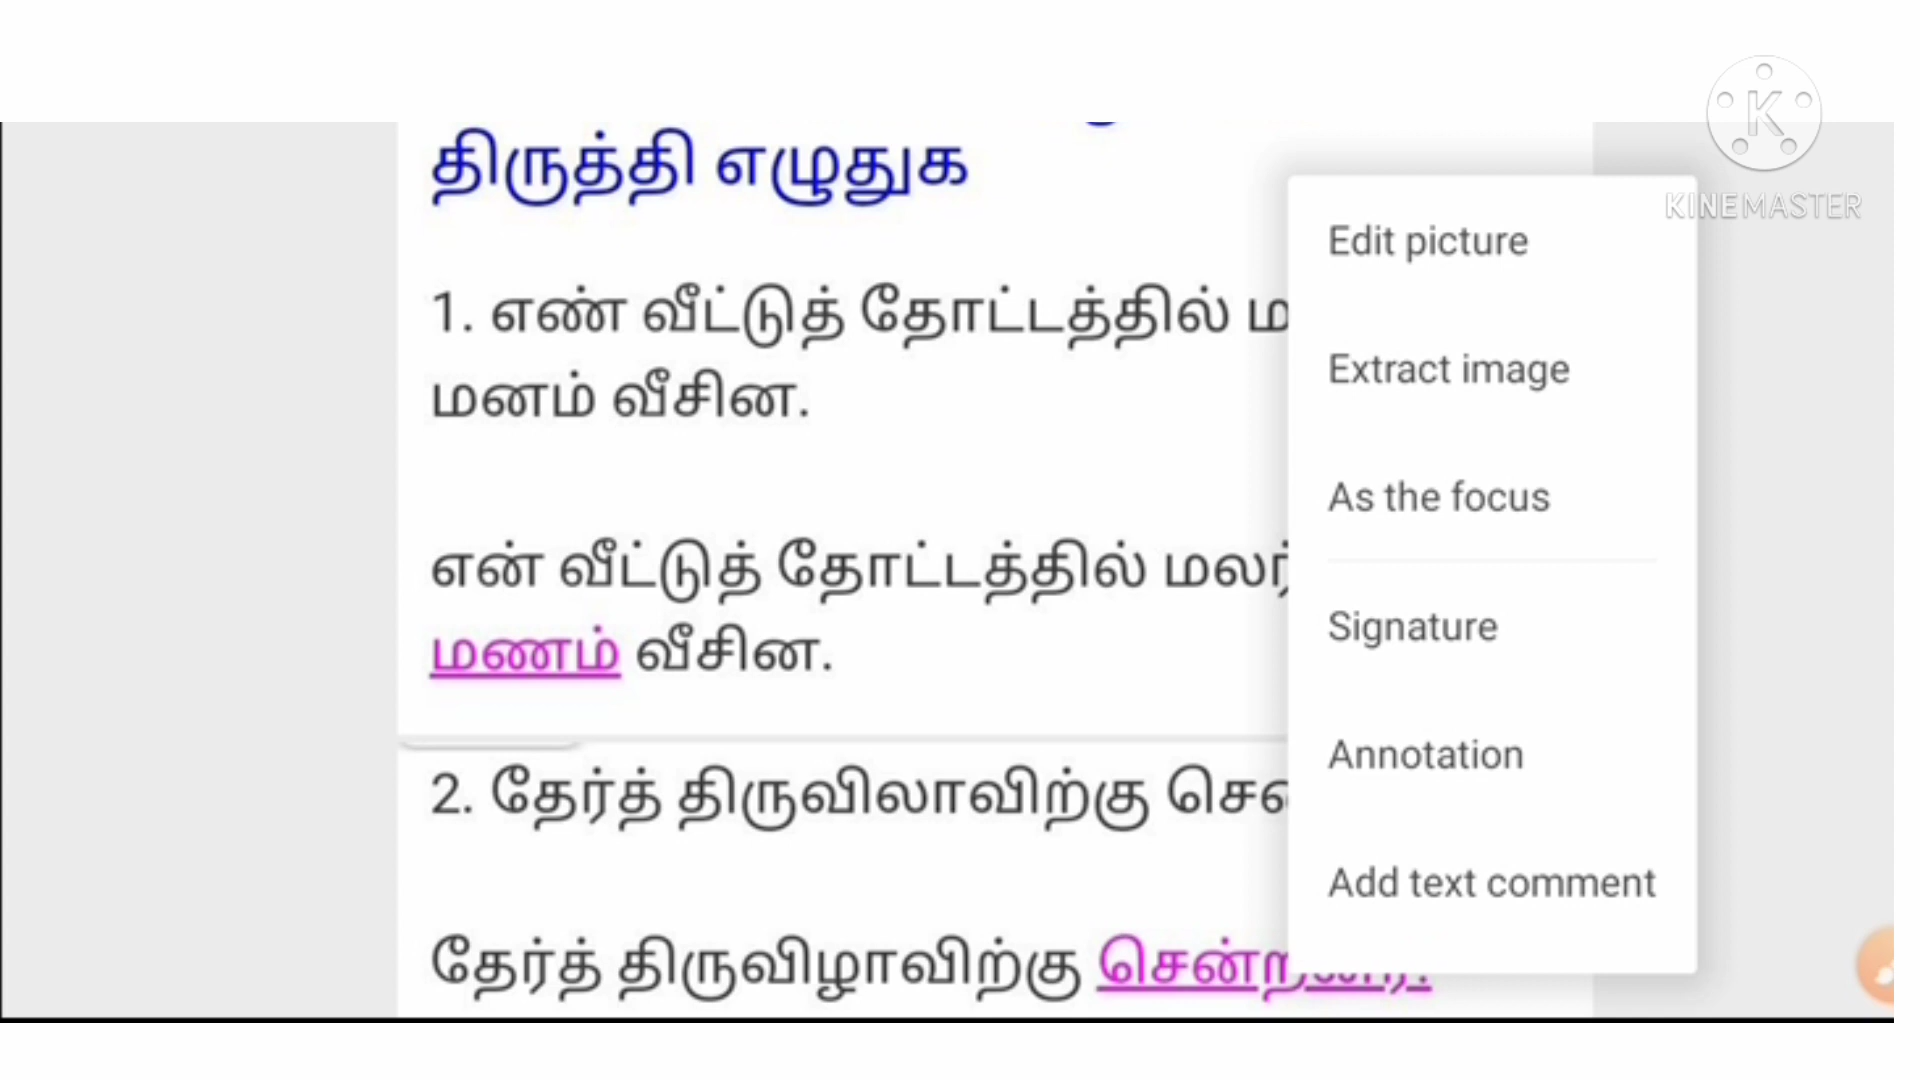 திருத்தி எழுதுக
1. எண் வீட்டுத் தோட்டத்தில்
மனம் வீசின.
என் வீட்டுத் தோட்டத்தில்
மணம் வீசின.
2. தேர்த் திருவிலாவிற்கு
தேர்த் திருவிழாவிற்கு
Edit picture
Extract image
As the focus
Signature
Annotation
Add text comment
K
KINEMASTER